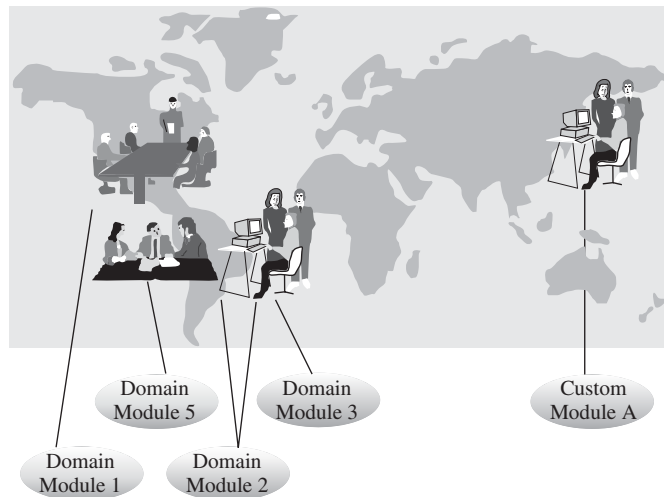 Domain
Module 5
Domain
Module 3
Custom
Module A
Domain
Module 1
Domain
Module 2